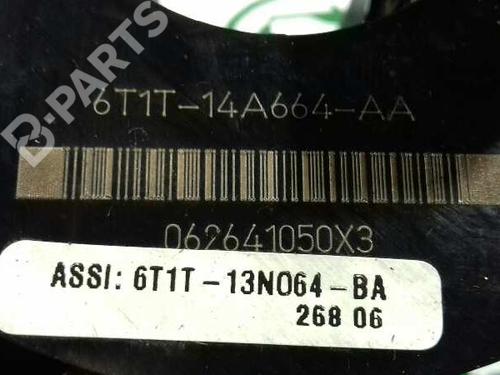 B-PARTS
6T1T-14A664-AA
062641050X3
ASSI: 6T1T-13N064-BA
268 06